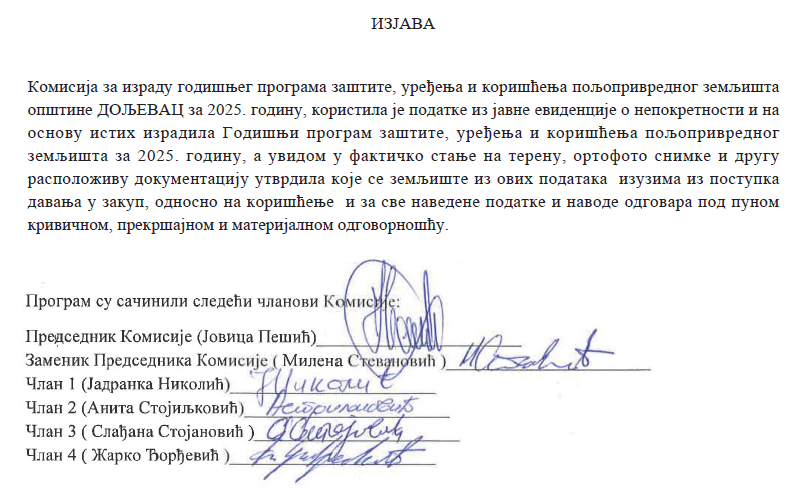 ИЗЈАВА
Комисија за израду годишњег програма заштите, уређења и коришћења пољопривредног земљишта
општине ДОЉЕВАЦ за 2025. годину, користила је податке из јавне евиденције о непокретности и на
основу истих израдила Годишњи програм заштите, уређења и коришћења пољопривредног
земљишта за 2025. годину, а увидом у фактичко стање на терену, ортофото снимке и другу
расположиву документацију утврдила које се земљиште из ових података изузима из поступка
давања у закуп, односно на коришћење и за све наведене податке и наводе одговара под пуном
кривичном, прекршајном и материјалном одговорношћу.
Програм су сачинили следећи чланови Комисије:
Председник Комисије (Јовица Пешић)
Заменик Председника Комисије ( Милена Стевановић )
Члан 1 (Јадранка Николић) Ј Николић
Члан 2 (Анита Стојиљковић)
Члан 3 ( Слађана Стојановић )
Члан 4 ( Жарко Ђорђевић )